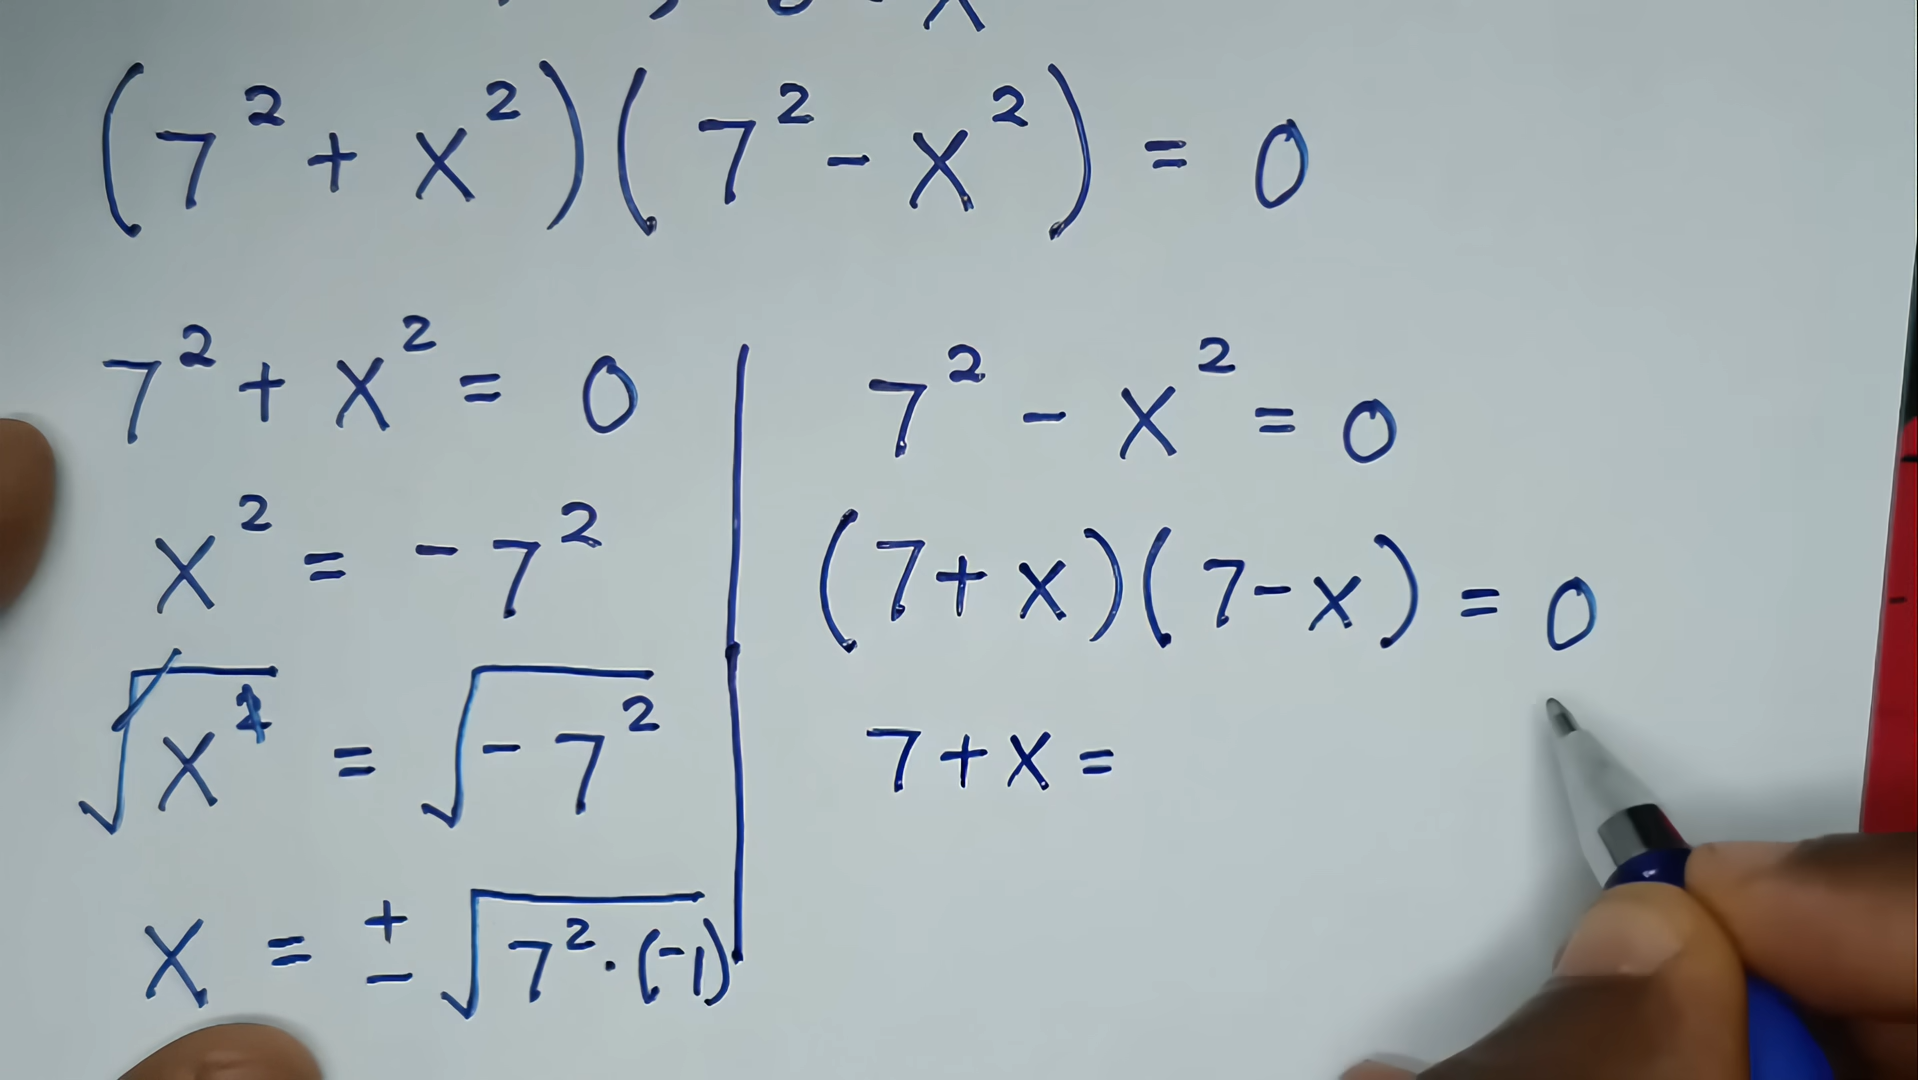 (7² + x²)(7² - x²) = 0
7² + x² = 0
x² = -7²
√x² = √-7²
x = ±√7² · (-1)
7² - x² = 0
(7+x)(7-x) = 0
7+x =